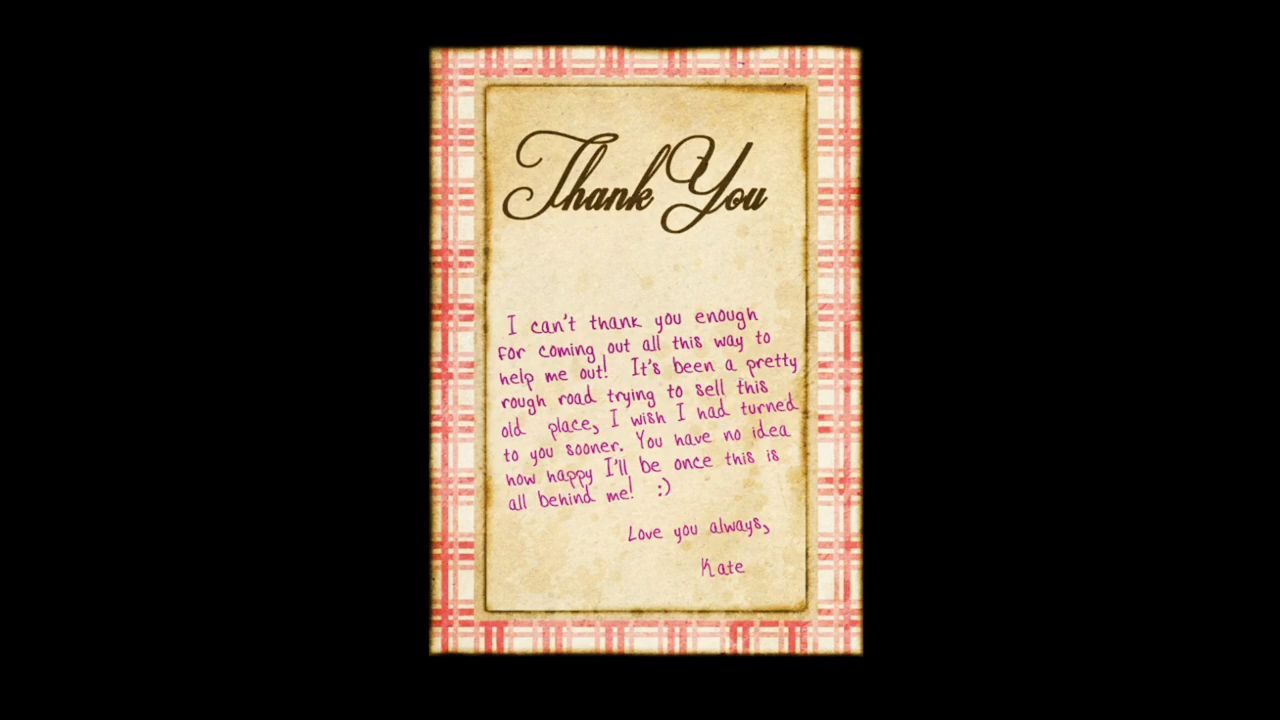 Thank You
I can't thank you enough
for coming out all this way to
help me out! It's been a pretty
rough road trying to sell this
old place, I wish I had turned
to you sooner. You have no idea
how happy I'll be once this is
all behind me! :)
Love you always,
Kate